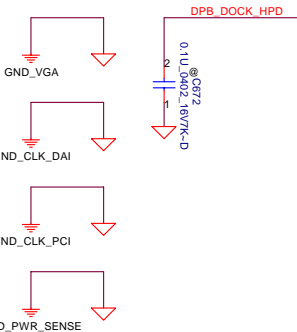 DPB_DOCK_HPD
GND_VGA
2
@C672
0.1U_0402_16V7K~D
1
ND_CLK_DAI
ND_CLK_PCI
D_PWR_SENSE